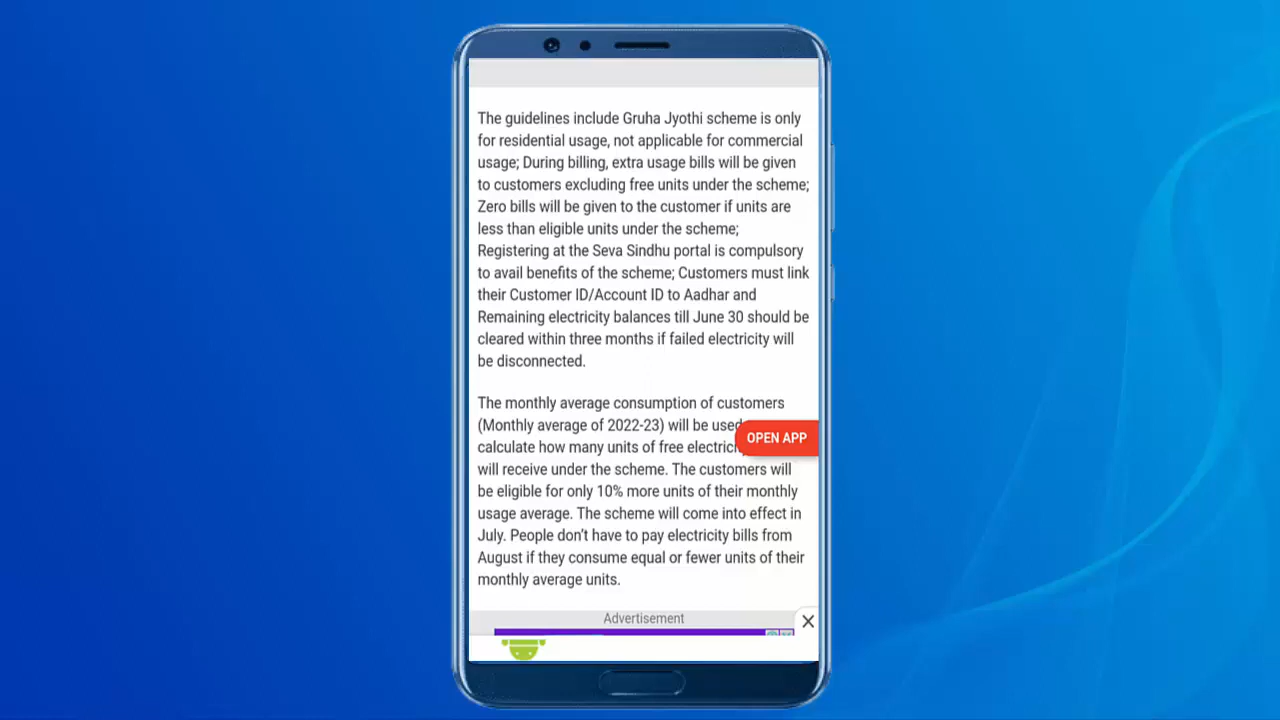 The guidelines include Gruha Jyothi scheme is only
for residential usage, not applicable for commercial
usage; During billing, extra usage bills will be given
to customers excluding free units under the scheme;
Zero bills will be given to the customer if units are
less than eligible units under the scheme;
Registering at the Seva Sindhu portal is compulsory
to avail benefits of the scheme; Customers must link
their Customer ID/Account ID to Aadhar and
Remaining electricity balances till June 30 should be
cleared within three months if failed electricity will
be disconnected.
The monthly average consumption of customers
(Monthly average of 2022-23) will be used
calculate how many units of free
OPEN APP
will receive under the scheme. The customers will
be eligible for only 10% more units of their monthly
usage average. The scheme will come into effect in
July. People don’t have to pay electricity bills from
August if they consume equal or fewer units of their
monthly average units.
Advertisement